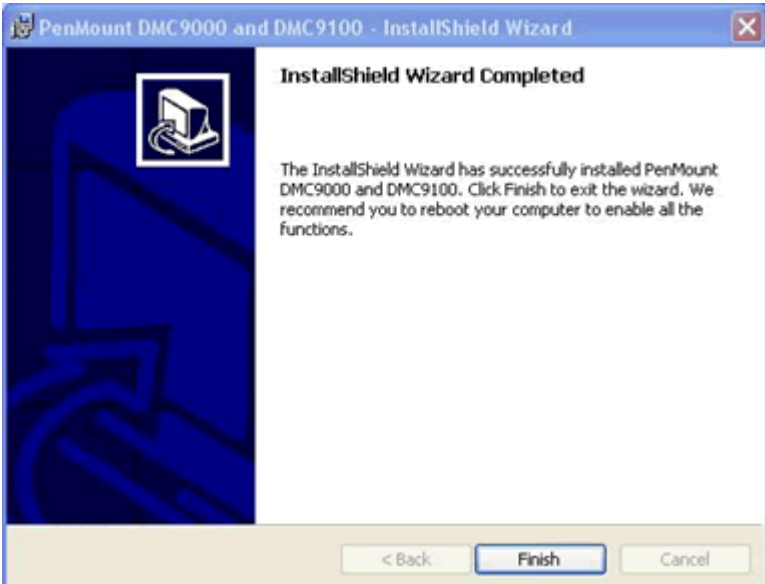 PenMount DMC9000 and DMC9100 - InstallShield Wizard
InstallShield Wizard Completed
The InstallShield Wizard has successfully installed PenMount
DMC9000 and DMC9100. Click Finish to exit the wizard. We
recommend you to reboot your computer to enable all the
functions.
< Back
Finish
Cancel